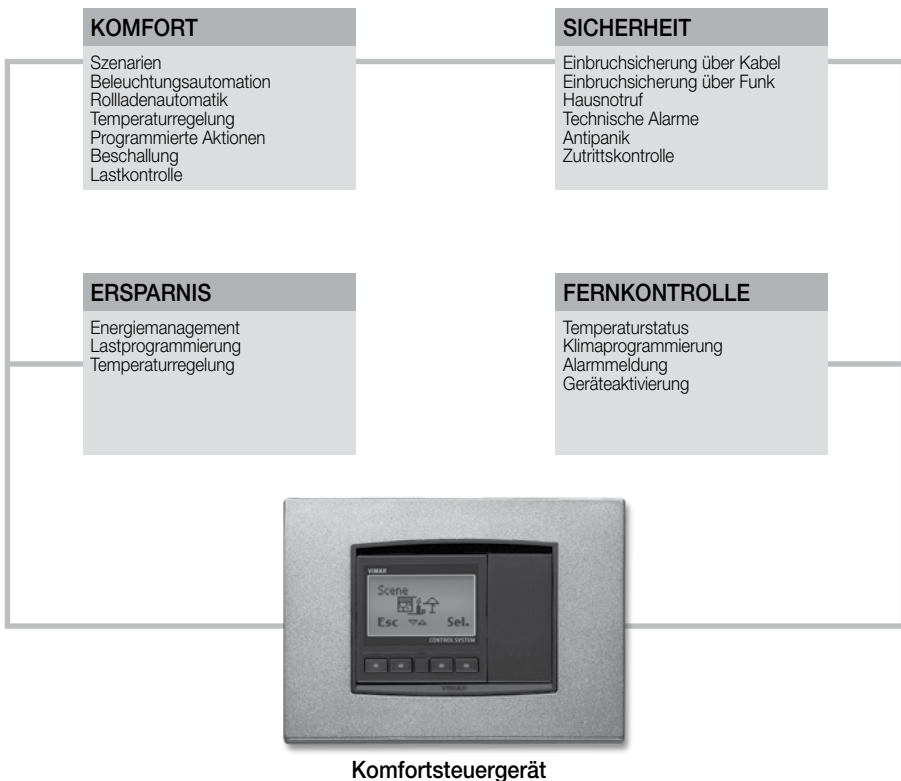 KOMFORT
Szenarien
Beleuchtungsautomation
Rollladenautomatik
Temperaturregelung
Programmierte Aktionen
Beschallung
Lastkontrolle
SICHERHEIT
Einbruchsicherung über Kabel
Einbruchsicherung über Funk
Hausnotruf
Technische Alarme
Antipanik
Zutrittskontrolle
ERSPARNIS
Energiemanagement
Lastprogrammierung
Temperaturregelung
FERNKONTROLLE
Temperaturstatus
Klimaprogrammierung
Alarmmeldung
Geräteaktivierung
VIMAR
Scene
Esc Sel.
CONTROL SYSTEM
VIMAR
Komfortsteuergerät